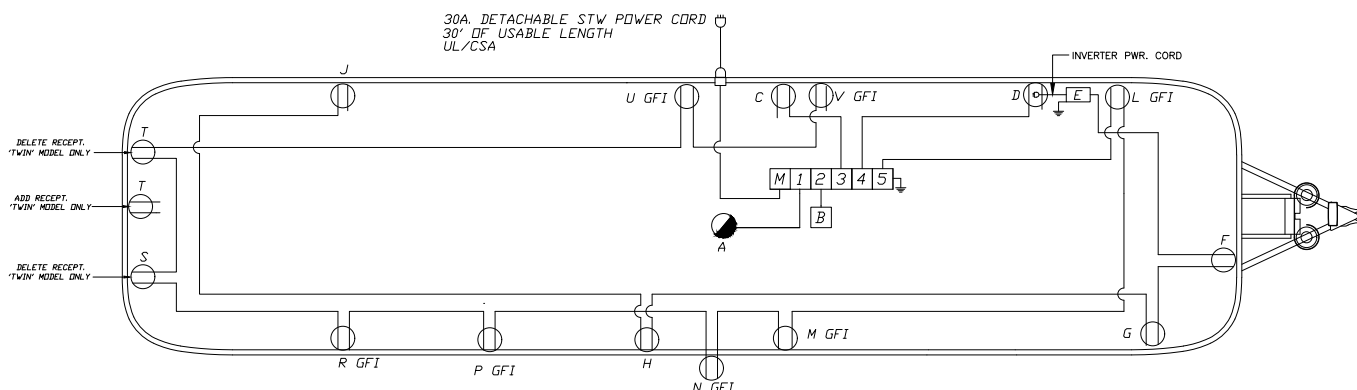 30A. DETACHABLE STW POWER CORD
30' OF USABLE LENGTH
UL/CSA
INVERTER PWR. CORD
J
U GFI
C
V GFI
D
E
L GFI
DELETE RECEPT.
'TWIN' MODEL ONLY
T
M 1 2 3 4 5
ADD RECEPT.
'TWIN' MODEL ONLY
T
B
A
DELETE RECEPT.
'TWIN' MODEL ONLY
S
F
R GFI
P GFI
H
N GFI
M GFI
G